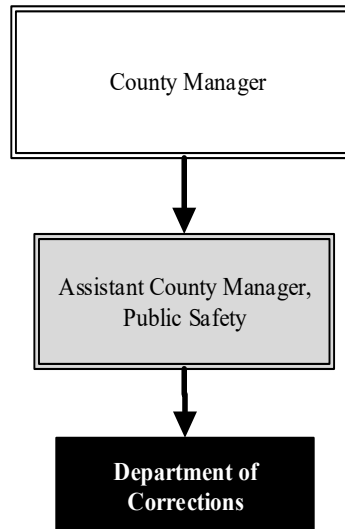 County Manager
Assistant County Manager,
Public Safety
Department of
Corrections